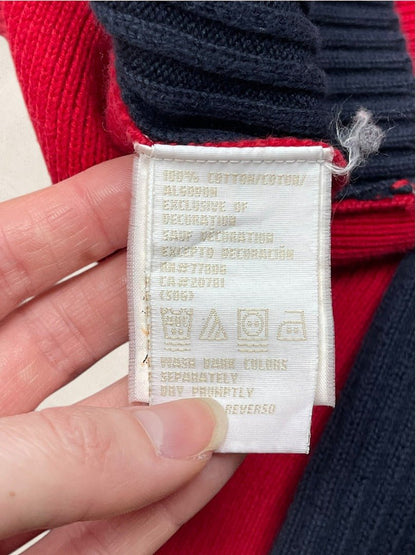 100% COTTON/COTON/
ALGODON
EXCLUSIVE OF
DECORATION
SAUF DECORATION
EXCEPTO DECORACIÓN
RN#77806
CA#20781
(506)
WASH DARK COLORS
SEPARATELY
DRY PROMPTLY
REVERSO